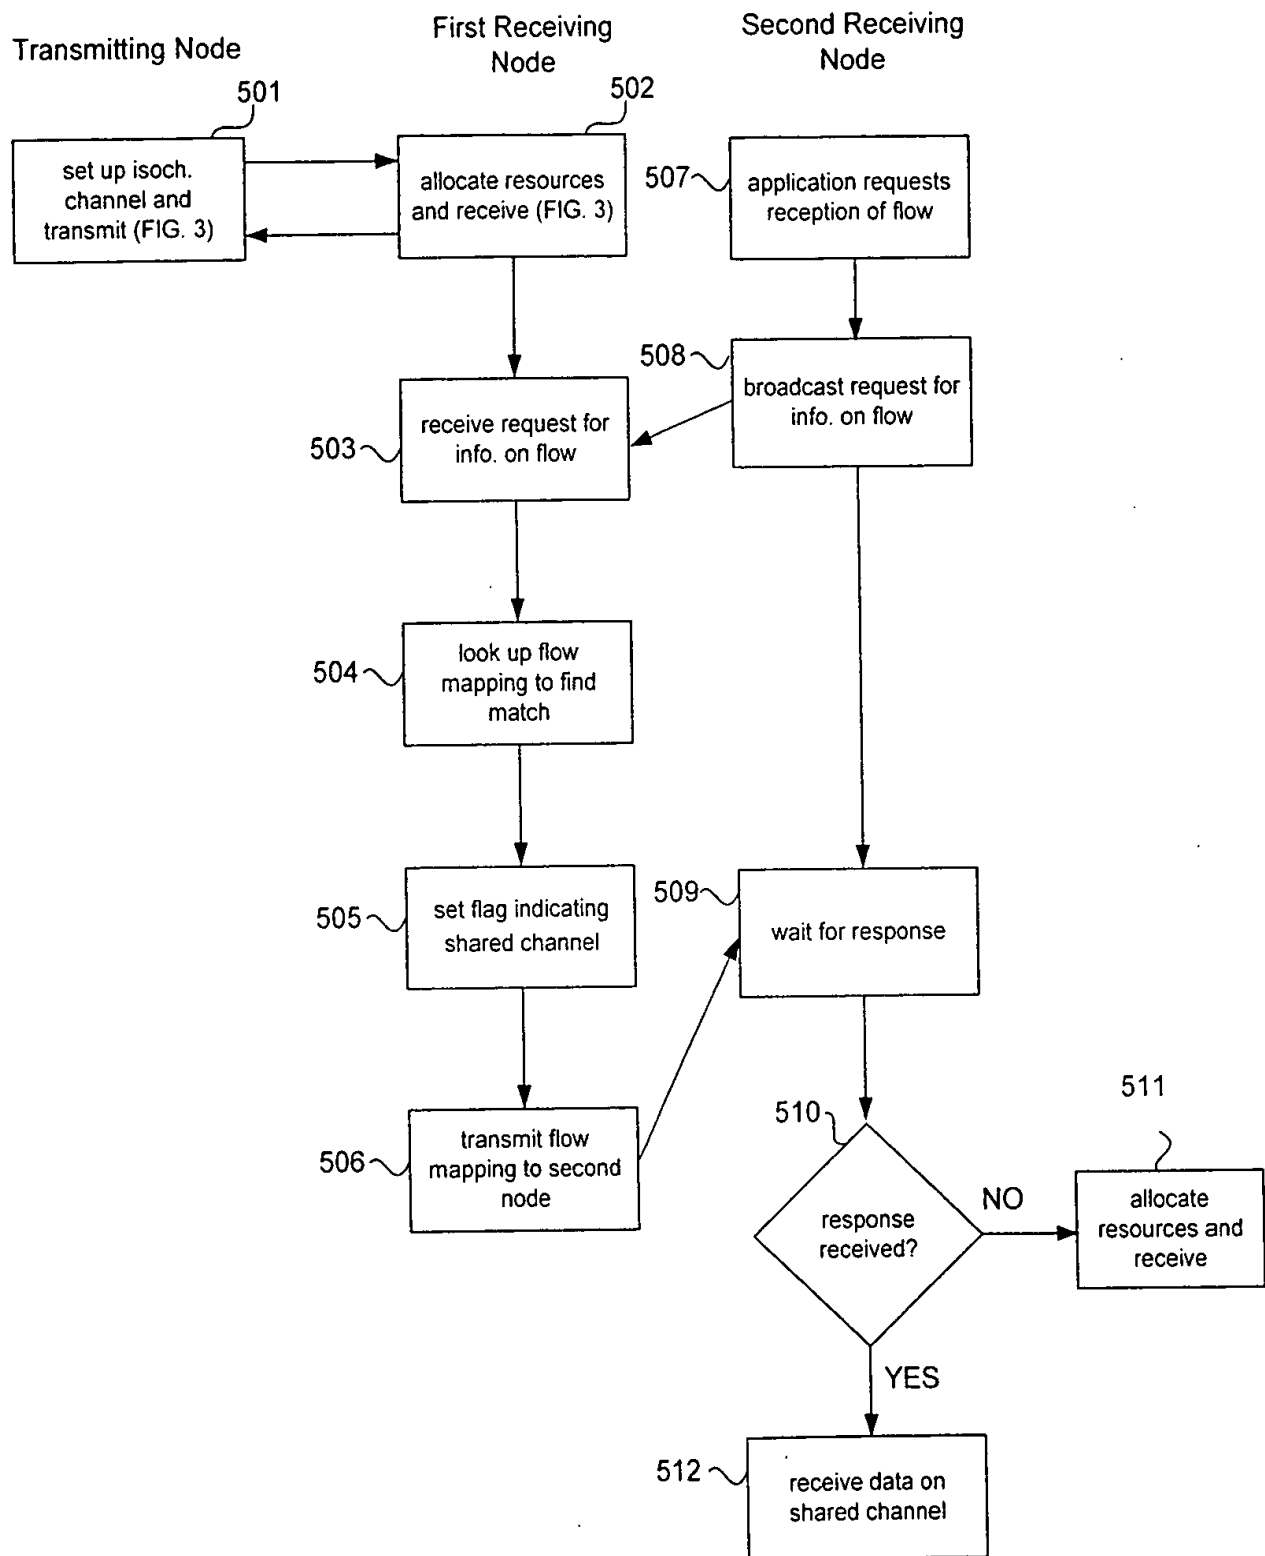 Transmitting Node
First Receiving
Node
Second Receiving
Node
501
set up isoch.
channel and
transmit (FIG. 3)
502
allocate resources
and receive (FIG. 3)
507
application requests
reception of flow
508
broadcast request for
info. on flow
503
receive request for
info. on flow
504
look up flow
mapping to find
match
505
set flag indicating
shared channel
509
wait for response
506
transmit flow
mapping to second
node
510
response
received?
NO
511
allocate
resources and
receive
YES
512
receive data on
shared channel